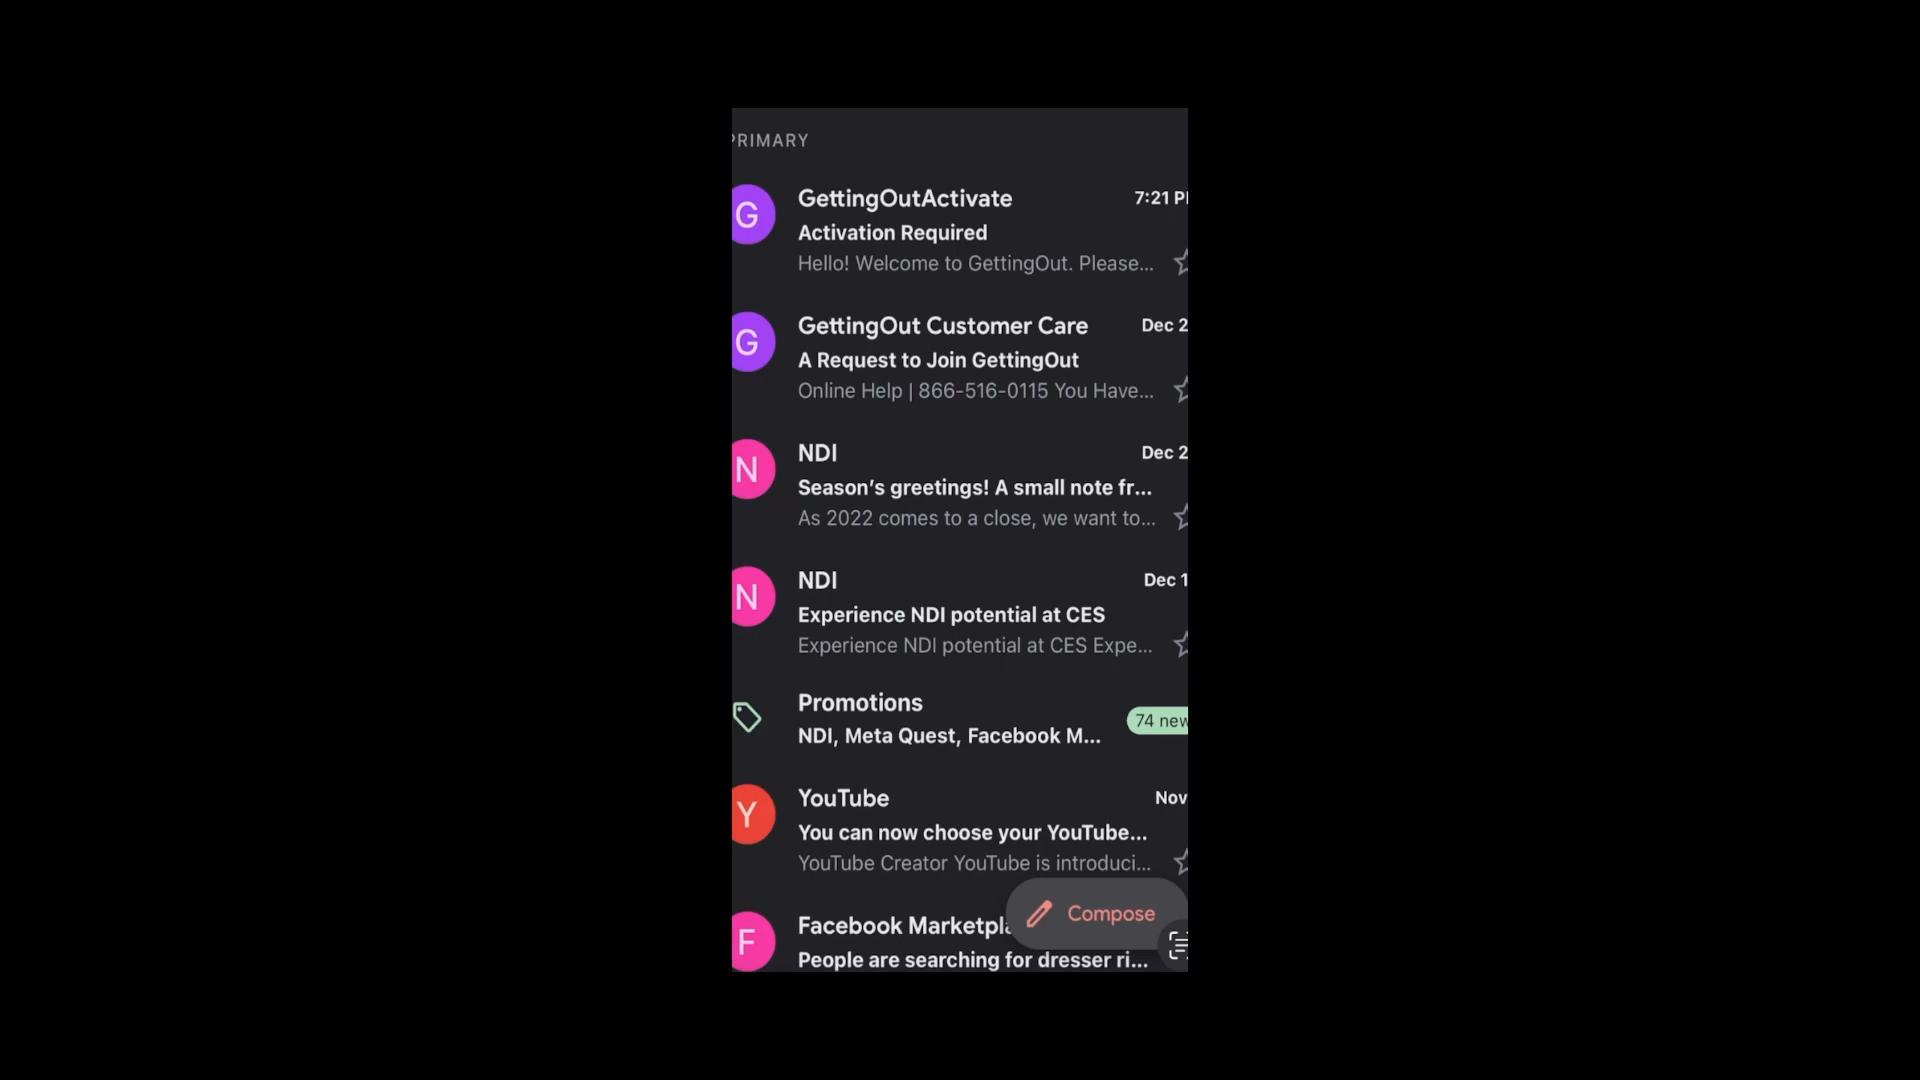 PRIMARY
G
GettingOutActivate
7:21 P
Activation Required
Hello! Welcome to GettingOut. Please...
G
GettingOut Customer Care
Dec 2
A Request to Join GettingOut
Online Help | 866-516-0115 You Have...
N
NDI
Dec 2
Season's greetings! A small note fr...
As 2022 comes to a close, we want to...
N
NDI
Dec 1
Experience NDI potential at CES
Experience NDI potential at CES Expe...
Promotions
74 new
NDI, Meta Quest, Facebook M...
Y
YouTube
Nov
You can now choose your YouTube...
YouTube Creator YouTube is introduci...
Compose
F
Facebook Marketpla
People are searching for dresser ri...